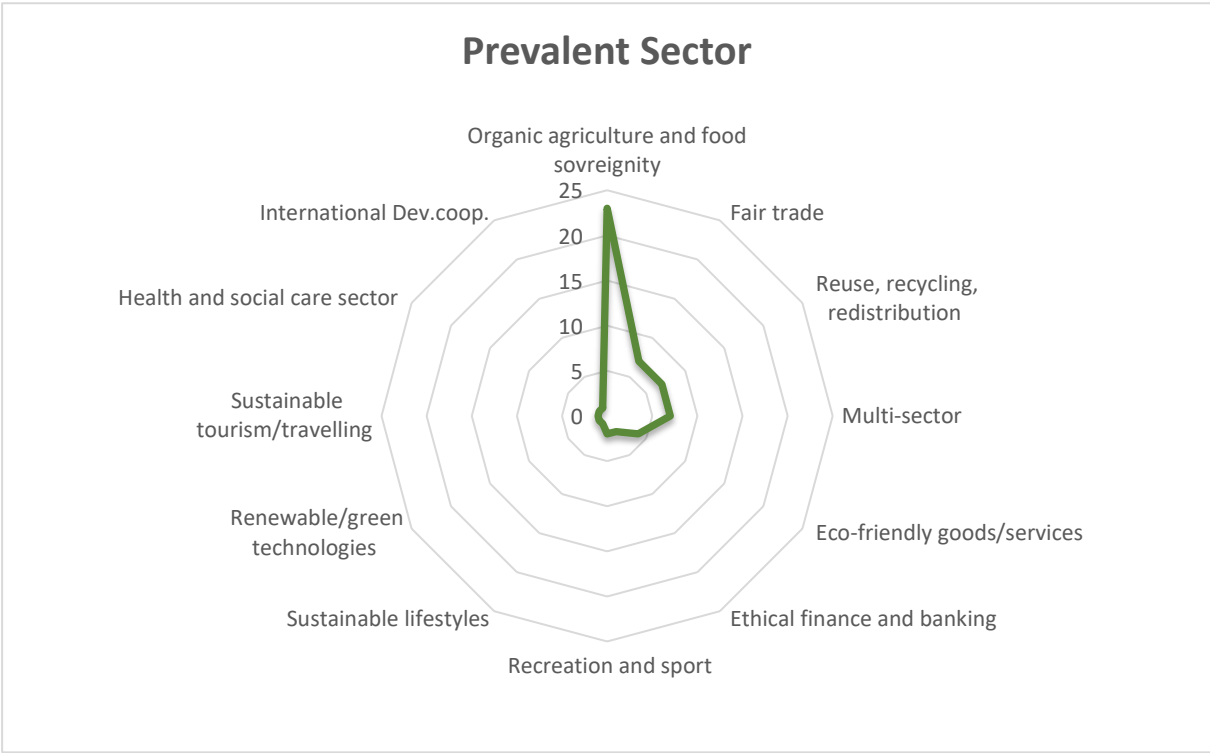 Prevalent Sector
Organic agriculture and food
sovreignity
25
International Dev.coop.
Fair trade
20
Health and social care sector
15
Reuse, recycling,
redistribution
10
5
Sustainable
tourism/travelling
0
Multi-sector
Renewable/green
technologies
Eco-friendly goods/services
Sustainable lifestyles
Ethical finance and banking
Recreation and sport